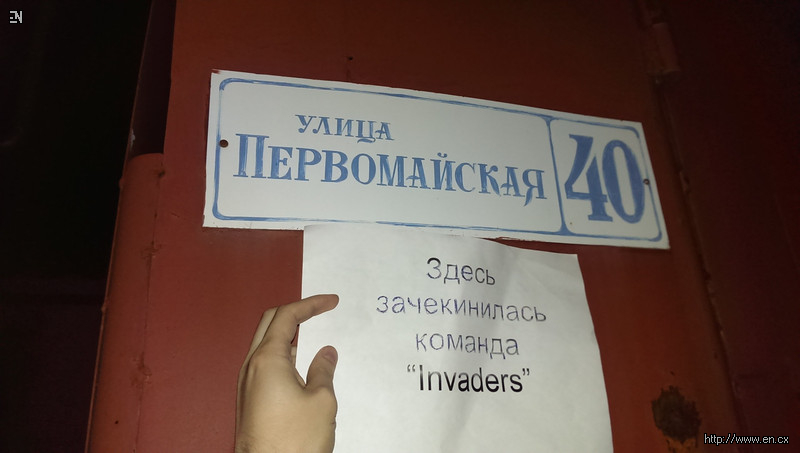 EN
УЛИЦА
ПЕРВОМАЙСКАЯ
40
Здесь
зачекинилась
команда
“Invaders”
http://www.en.cx